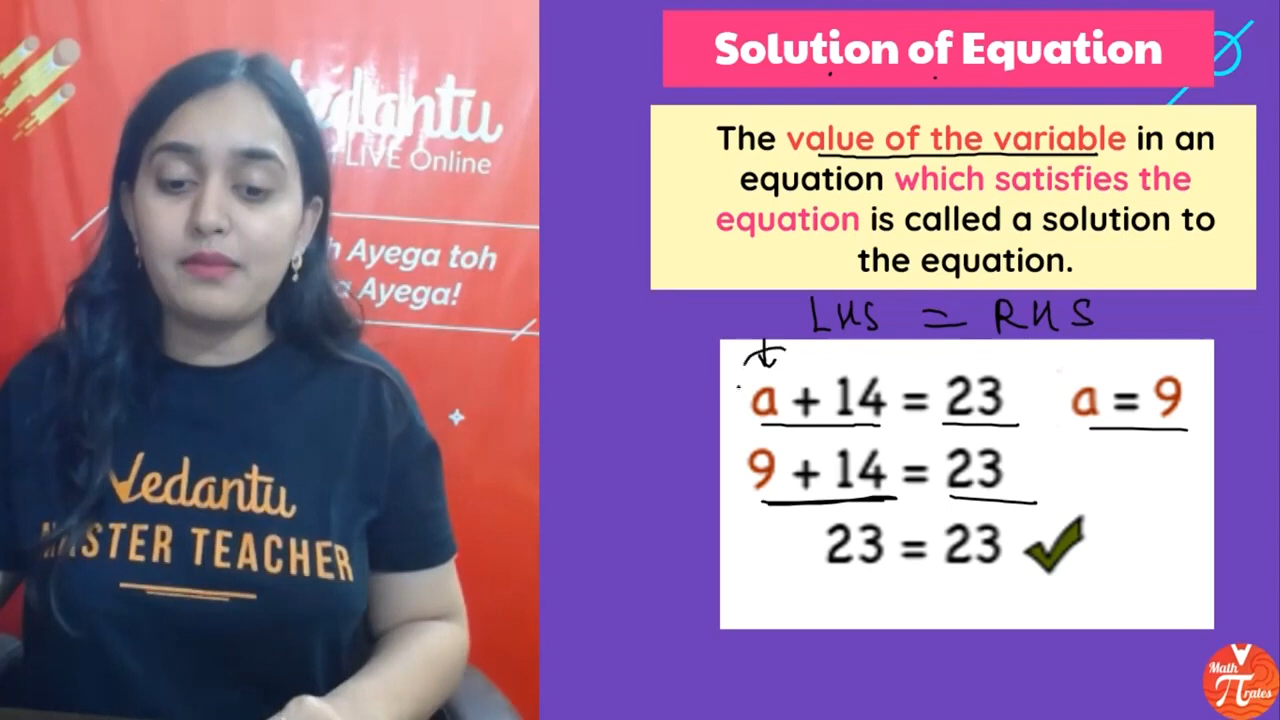 Vedantu
LIVE Online
h Ayega toh
a Ayega!
Vedantu
MASTER TEACHER
Solution of Equation
The value of the variable in an
equation which satisfies the
equation is called a solution to
the equation.
LHS = RHS
a + 14 = 23 a = 9
9 + 14 = 23
23 = 23
V
Math
π rates